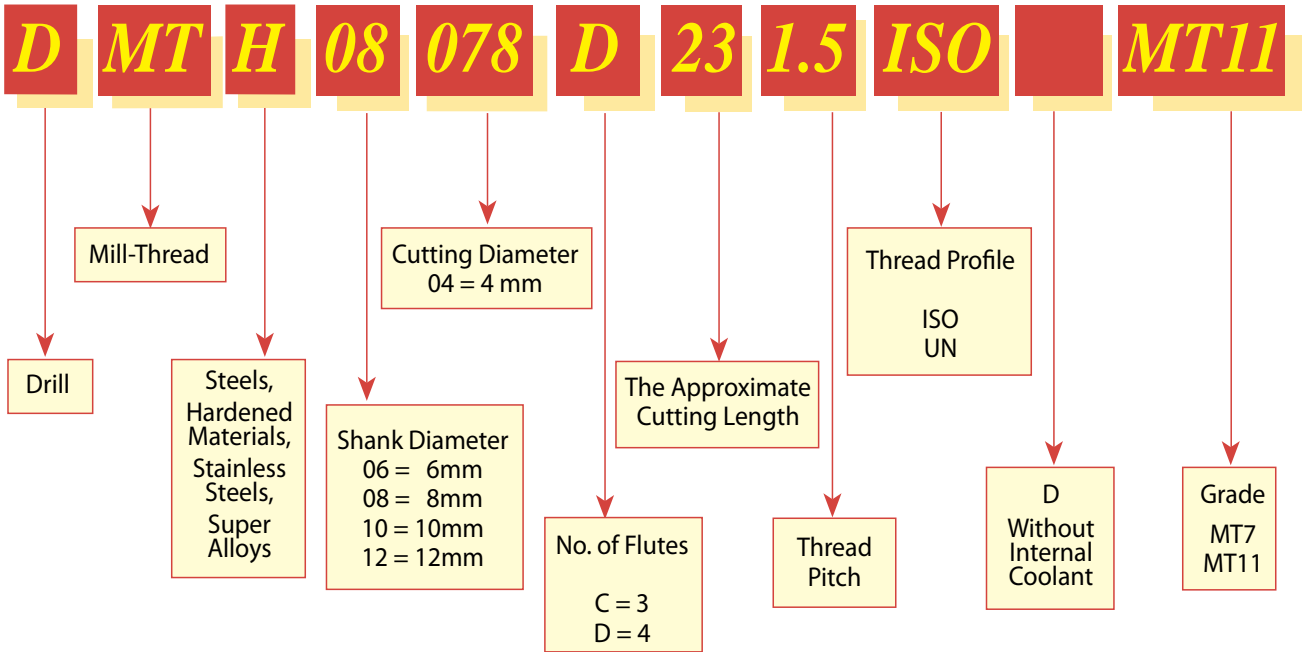 D MT H 08 078 D 23 1.5 ISO MT11
Drill
Mill-Thread
Steels,
Hardened
Materials,
Stainless
Steels,
Super
Alloys
Shank Diameter
06 = 6mm
08 = 8mm
10 = 10mm
12 = 12mm
Cutting Diameter
04 = 4 mm
No. of Flutes
C = 3
D = 4
The Approximate
Cutting Length
Thread
Pitch
Thread Profile
ISO
UN
D
Without
Internal
Coolant
Grade
MT7
MT11